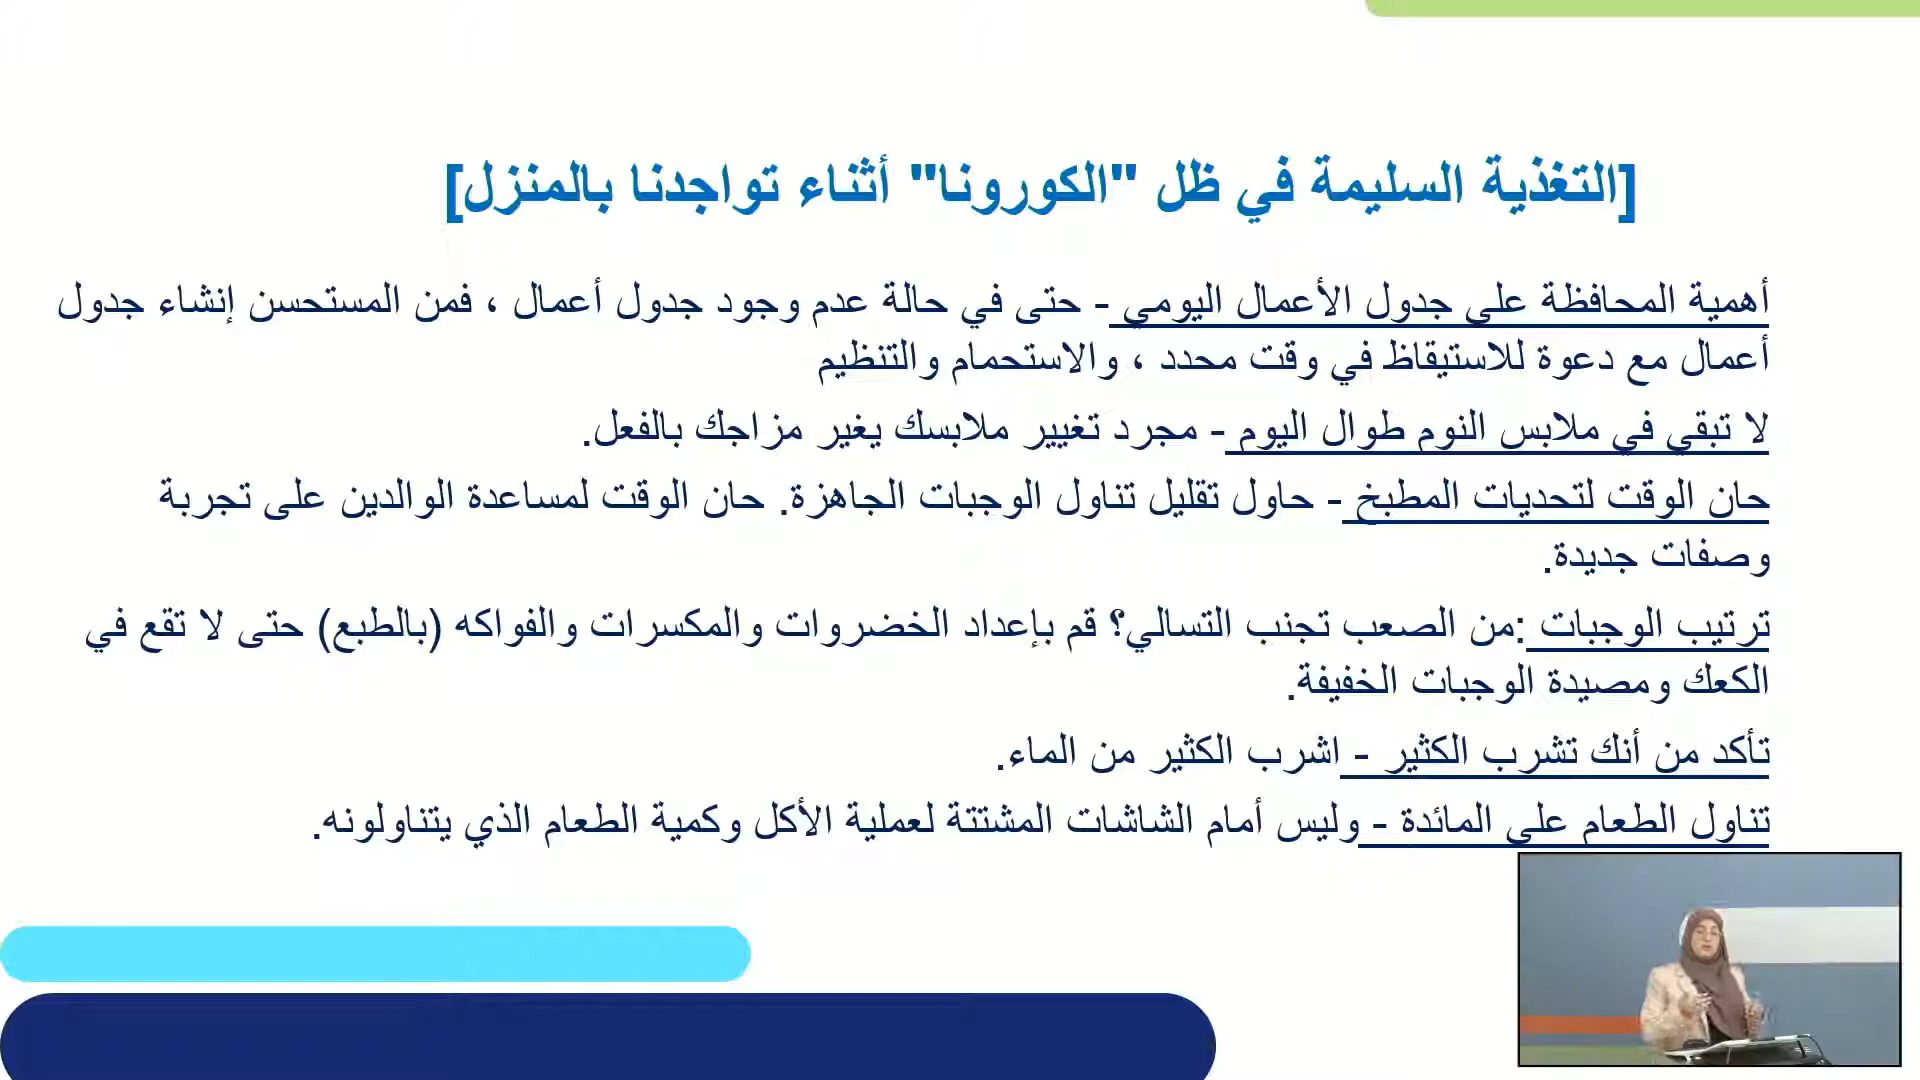 [التغذية السليمة في ظل "الكورونا" أثناء تواجدنا بالمنزل]
أهمية المحافظة على جدول الأعمال اليومي - حتى في حالة عدم وجود جدول أعمال ، فمن المستحسن إنشاء جدول
أعمال مع دعوة للاستيقاظ في وقت محدد ، والاستحمام والتنظيم
لا تبقي في ملابس النوم طوال اليوم - مجرد تغيير ملابسك يغير مزاجك بالفعل.
حان الوقت لتحديات المطبخ - حاول تقليل تناول الوجبات الجاهزة. حان الوقت لمساعدة الوالدين على تجربة
وصفات جديدة.
ترتيب الوجبات :من الصعب تجنب التسالي؟ قم بإعداد الخضروات والمكسرات والفواكه (بالطبع) حتى لا تقع في
الكعك ومصيدة الوجبات الخفيفة.
تأكد من أنك تشرب الكثير - اشرب الكثير من الماء.
تناول الطعام على المائدة - وليس أمام الشاشات المشتتة لعملية الأكل وكمية الطعام الذي يتناولونه.